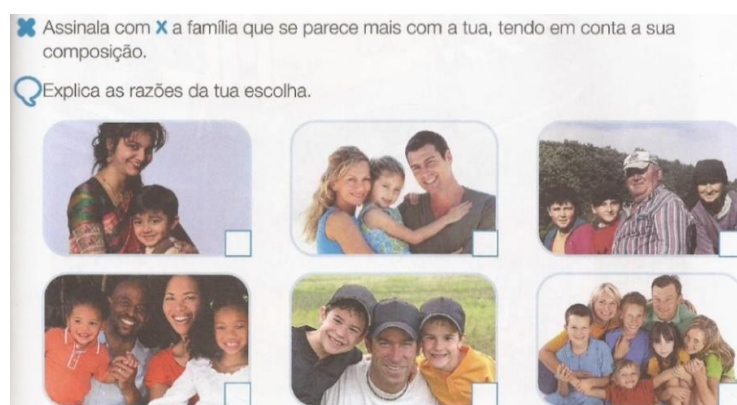 Assinala com X a família que se parece mais com a tua, tendo em conta a sua
composição.
Explica as razões da tua escolha.